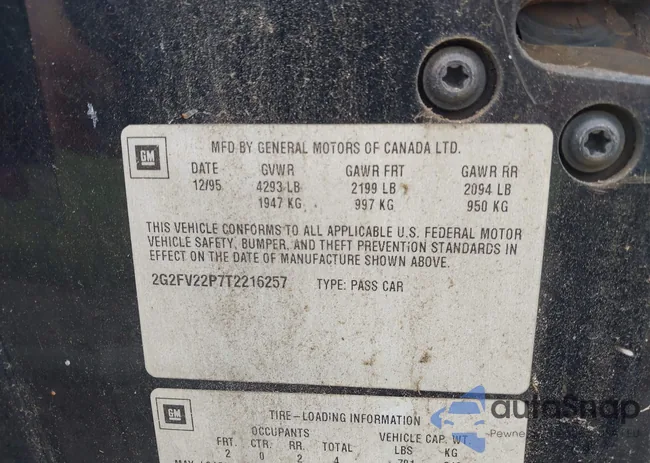 GM
MFD BY GENERAL MOTORS OF CANADA LTD.
DATE GVWR GAWR FRT GAWR RR
12/95 4293 LB 2199 LB 2094 LB
1947 KG 997 KG 950 KG
THIS VEHICLE CONFORMS TO ALL APPLICABLE U.S. FEDERAL MOTOR
VEHICLE SAFETY, BUMPER, AND THEFT PREVENTION STANDARDS IN
EFFECT ON THE DATE OF MANUFACTURE SHOWN ABOVE.
2G2FV22P7T2216257 TYPE: PASS CAR
GM
TIRE-LOADING INFORMATION
OCCUPANTS VEHICLE CAP. WT
FRT. CTR. RR. TOTAL LBS KG
2 0 2 4
autoSnap